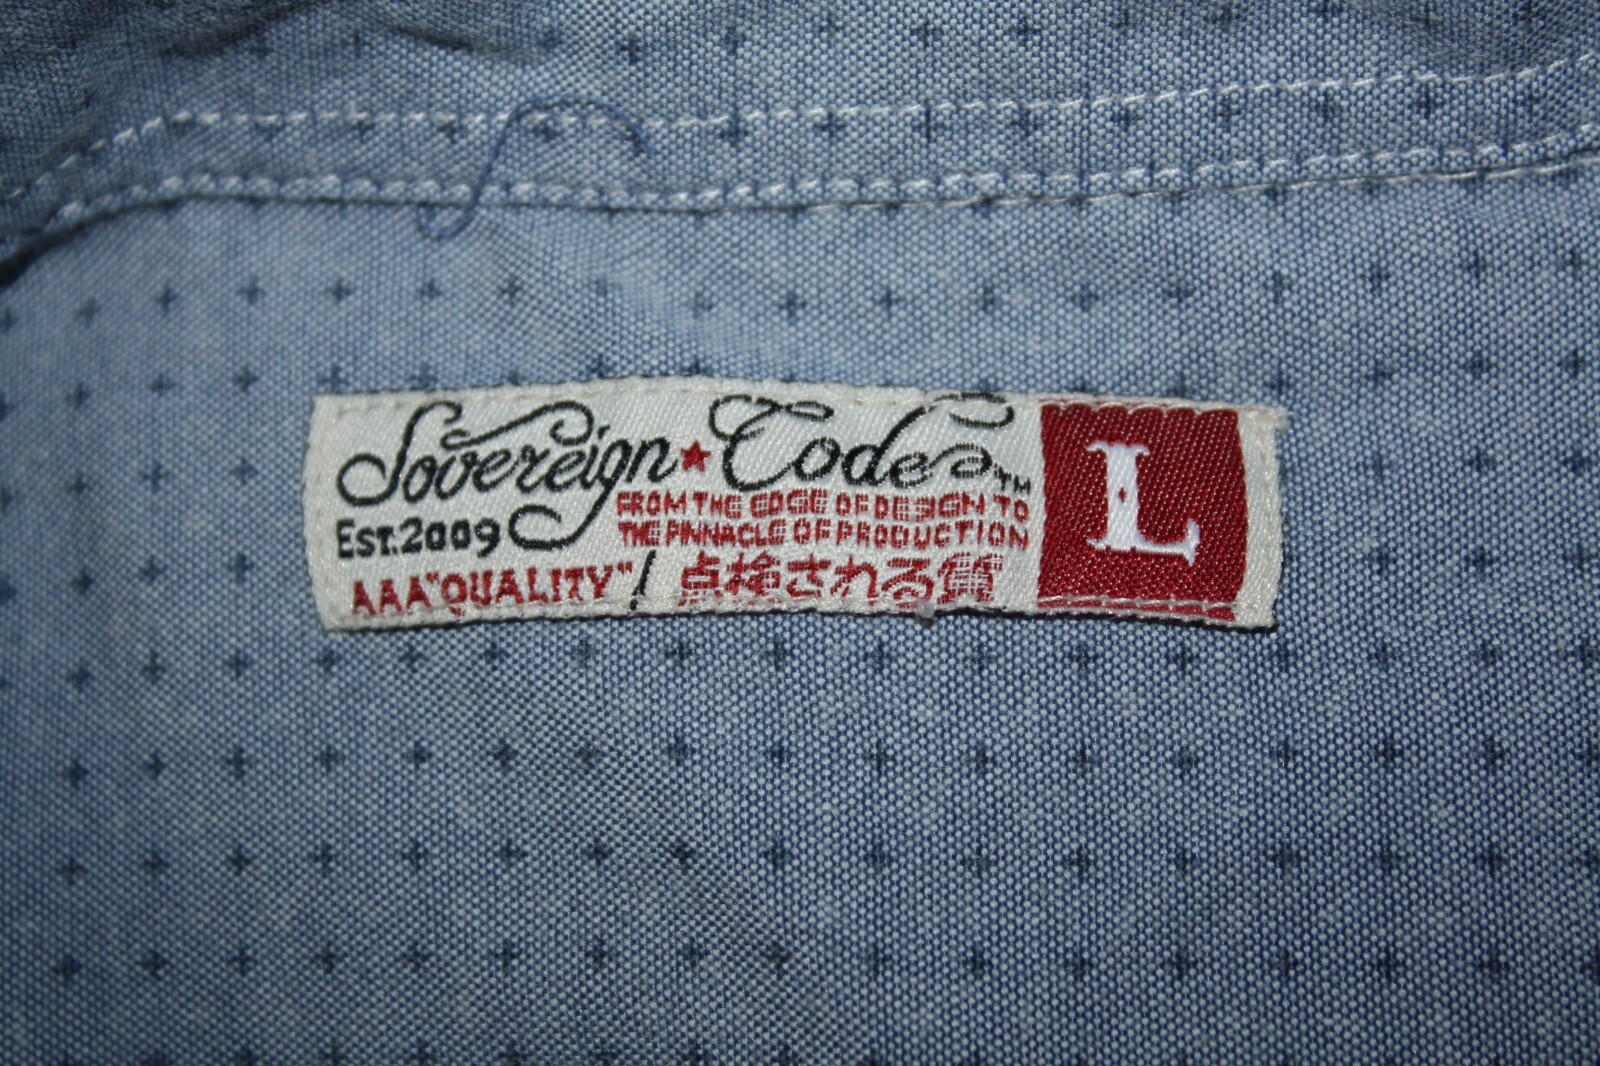 Sovereign★Code™
EST.2009
FROM THE EDGE OF DESIGN TO
THE PINNACLE OF PRODUCTION
AAA"QUALITY"/ 点検される質
L